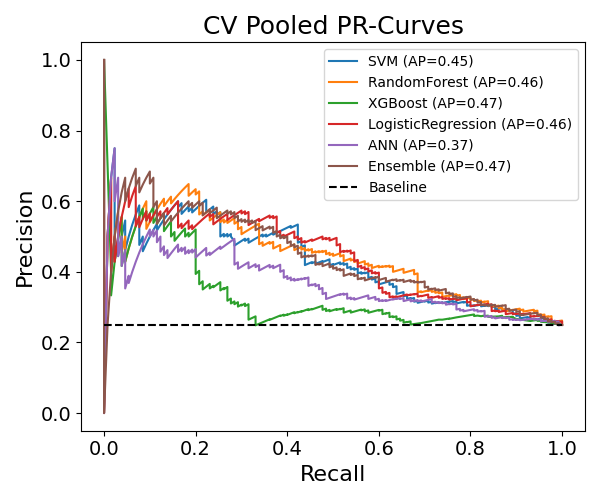 CV Pooled PR-Curves
Precision
1.0
0.8
0.6
0.4
0.2
0.0
SVM (AP=0.45)
RandomForest (AP=0.46)
XGBoost (AP=0.47)
LogisticRegression (AP=0.46)
ANN (AP=0.37)
Ensemble (AP=0.47)
Baseline
0.0 0.2 0.4 0.6 0.8 1.0
Recall